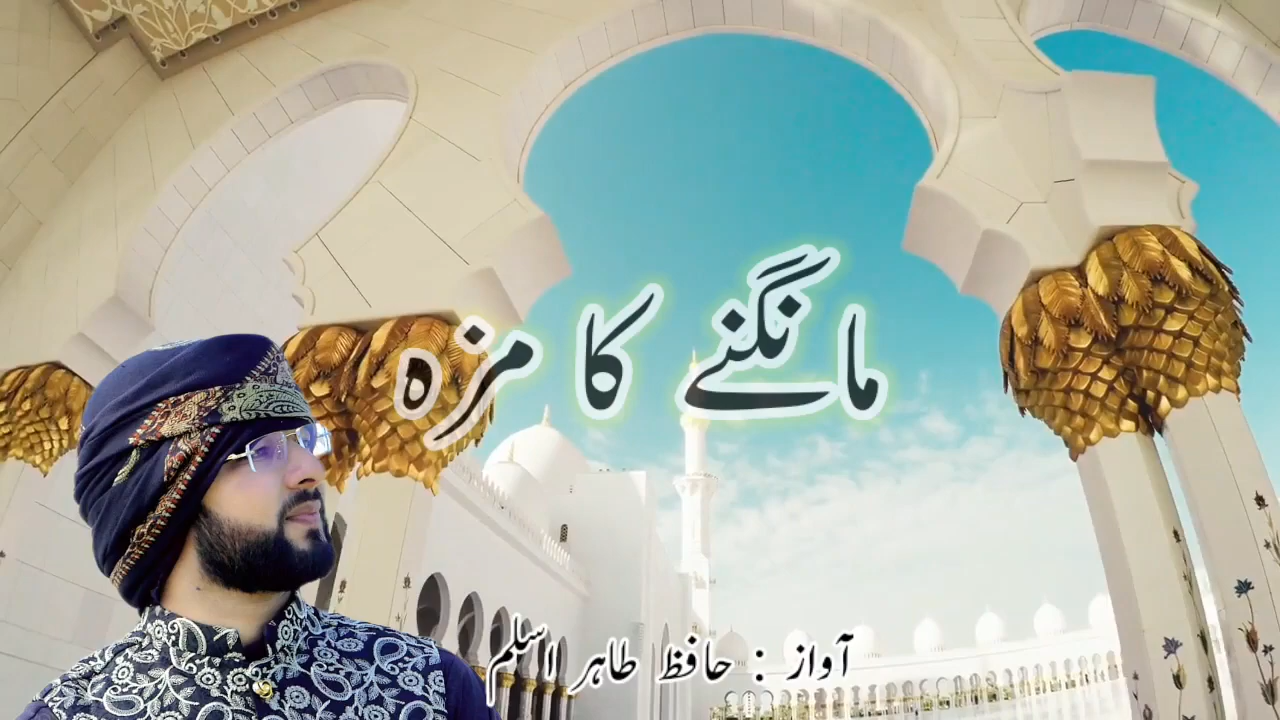 مانگنے کا مزہ
آواز : حافظ طاہر اسلم